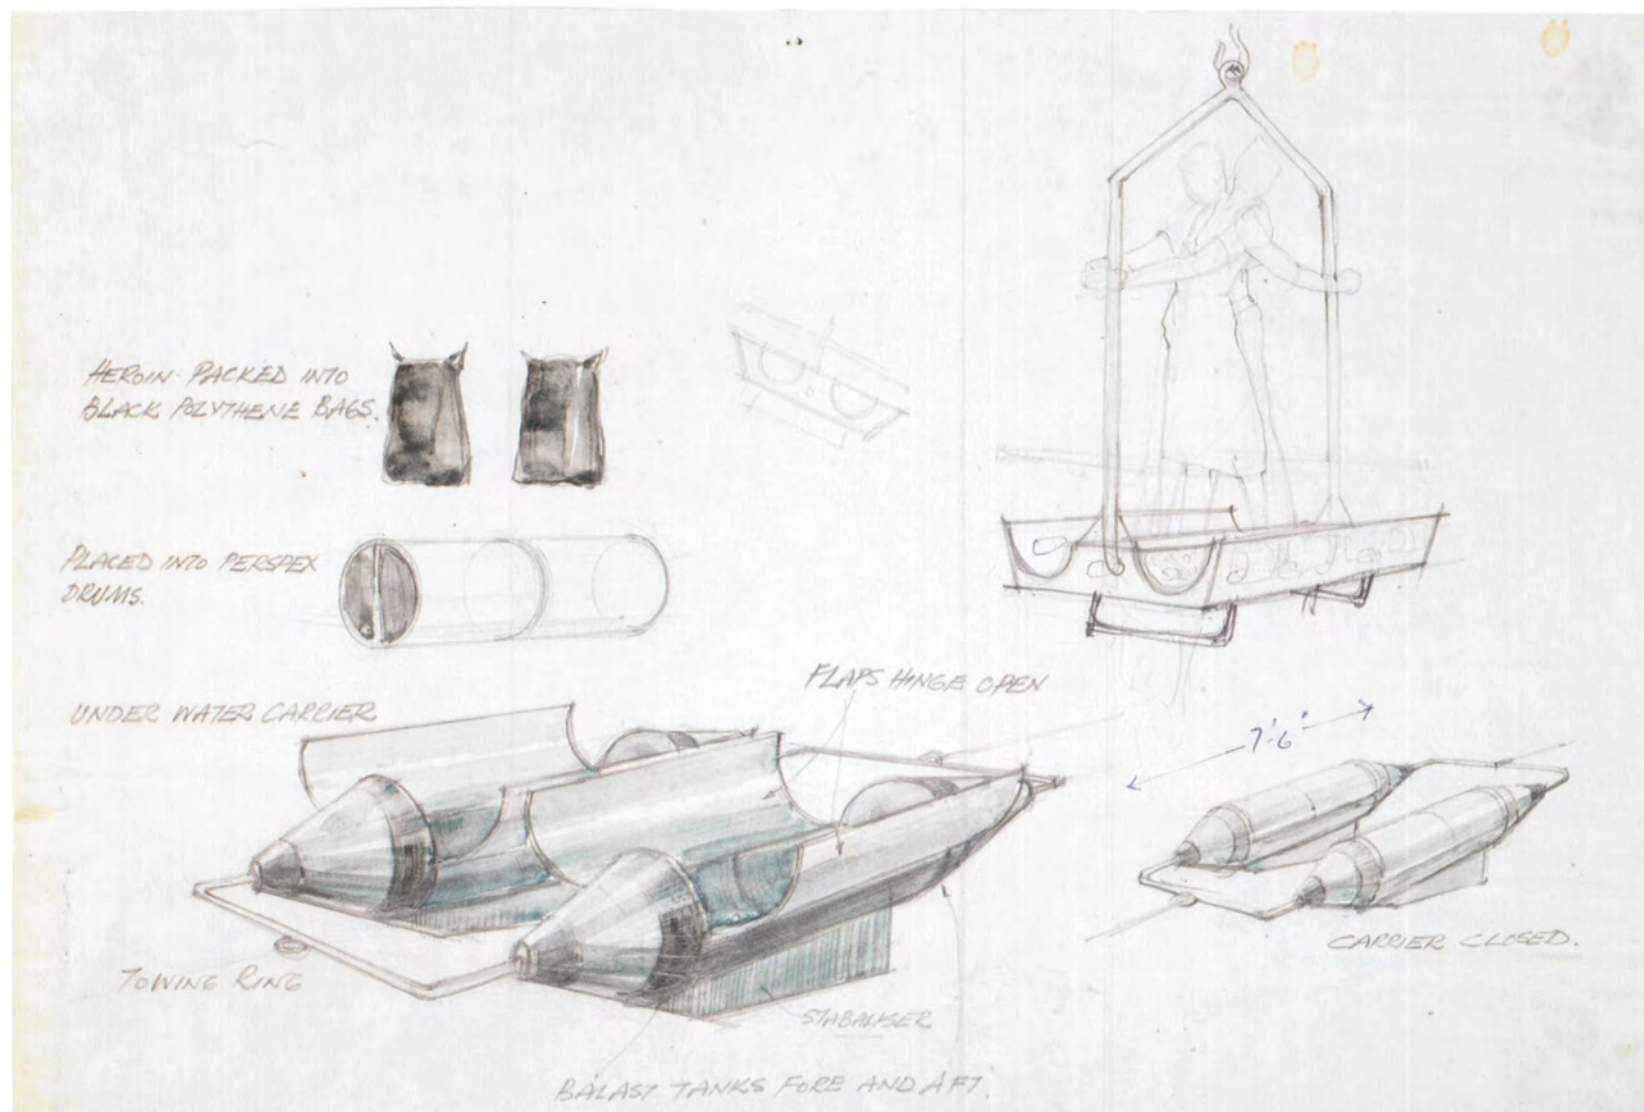 HEROIN PACKED INTO
BLACK POLYTHENE BAGS.
PLACED INTO PERSPEX
DRUMS.
UNDER WATER CARRIER
FLAPS HINGE OPEN
7'6"
CARRIER CLOSED.
TOWING RING
STABALISER
BALAST TANKS FORE AND AFT.